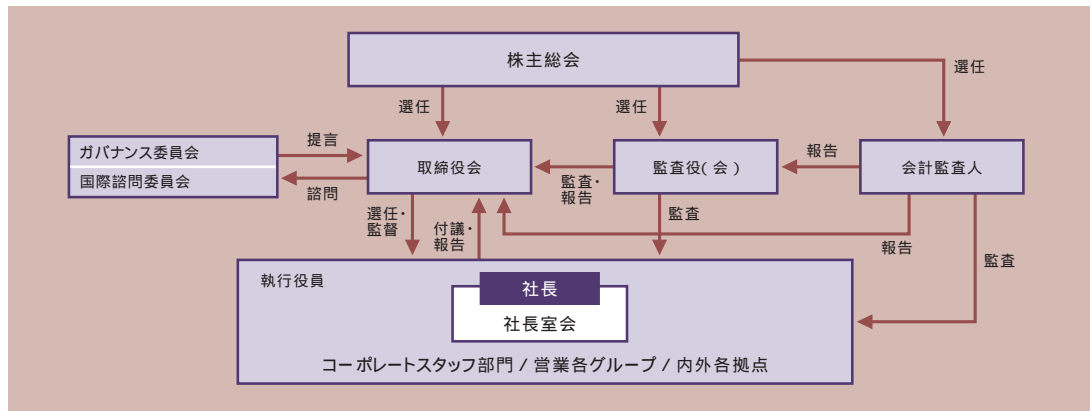 株主総会
選任
選任
選任
ガバナンス委員会
国際諮問委員会
提言
諮問
取締役会
監査・
報告
監査役(会)
報告
会計監査人
選任・
監督
付議・
報告
監査
報告
監査
執行役員
社長
社長室会
コーポレートスタッフ部門 / 営業各グループ / 内外各拠点